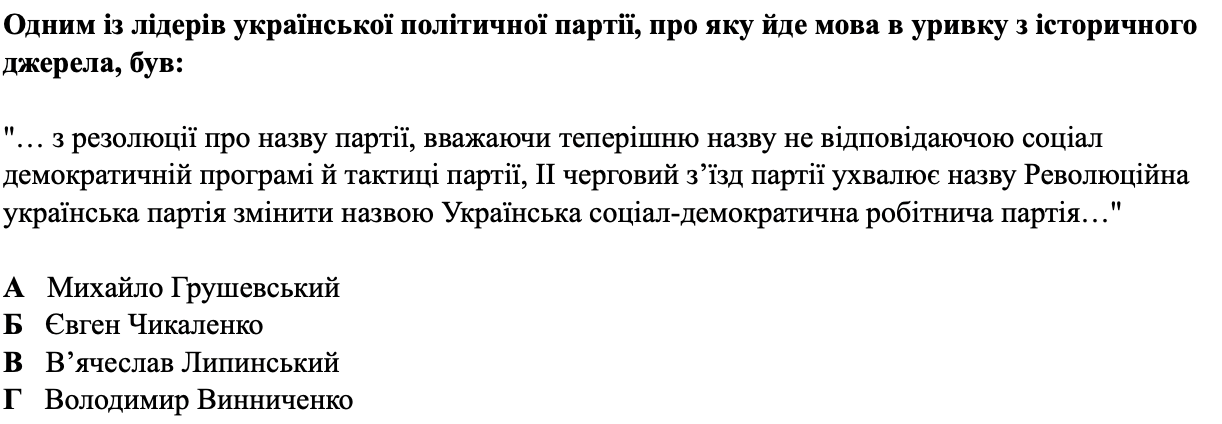 Одним із лідерів української політичної партії, про яку йде мова в уривку з історичного
джерела, був:
"… з резолюції про назву партії, вважаючи теперішню назву не відповідаючою соціал
демократичній програмі й тактиці партії, ІІ черговий з’їзд партії ухвалює назву Революційна
українська партія змінити назвою Українська соціал-демократична робітнича партія…"
А Михайло Грушевський
Б Євген Чикаленко
В В’ячеслав Липинський
Г Володимир Винниченко